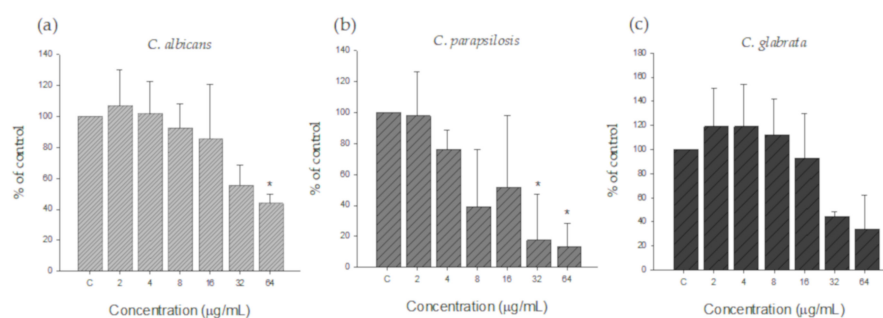 (a)
C. albicans
% of control
140
120
100
80
60
40
20
0
*
C 2 4 8 16 32 64
Concentration (µg/mL)
(b)
C. parapsilosis
% of control
140
120
100
80
60
40
20
0
* *
C 2 4 8 16 32 64
Concentration (µg/mL)
(c)
C. glabrata
% of control
180
160
140
120
100
80
60
40
20
0
C 2 4 8 16 32 64
Concentration (µg/mL)